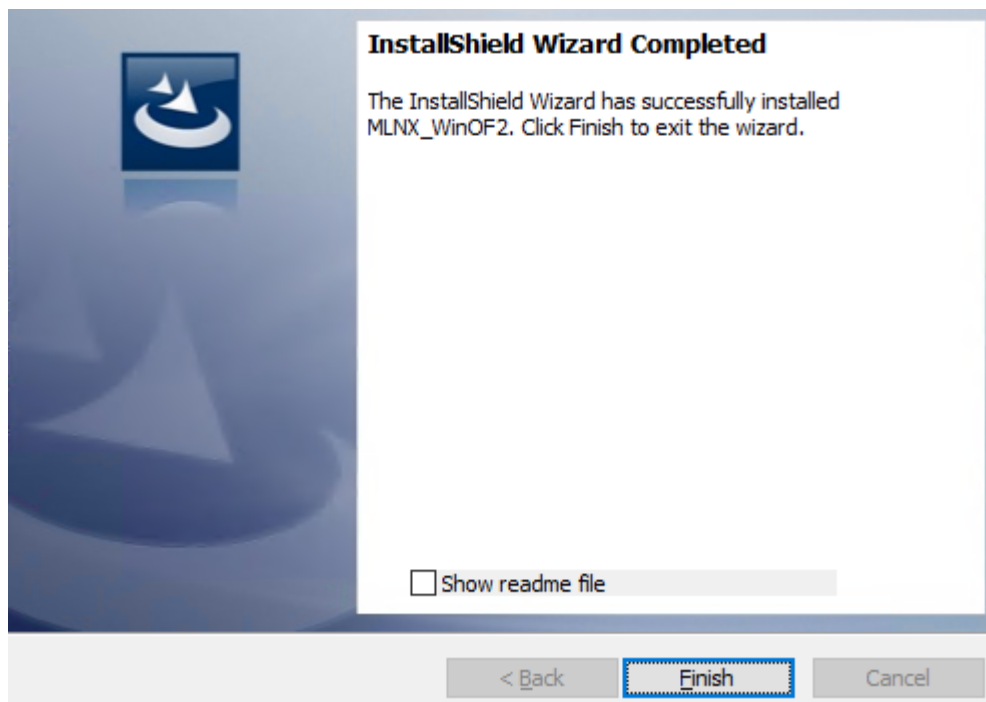 InstallShield Wizard Completed
The InstallShield Wizard has successfully installed
MLNX_WinOF2. Click Finish to exit the wizard.
Show readme file
< Back
Finish
Cancel